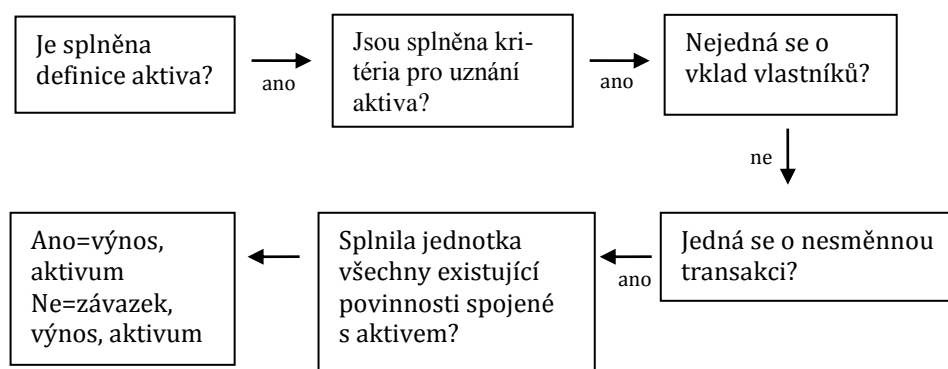 Je splněna
definice aktiva?
ano
Jsou splněna kri-
téria pro uznání
aktiva?
ano
Nejedná se o
vklad vlastníků?
ne
Jedná se o nesměnnou
transakci?
ano
Splnila jednotka
všechny existující
povinnosti spojené
s aktivem?
Ano=výnos,
aktivum
Ne=závazek,
výnos, aktivum